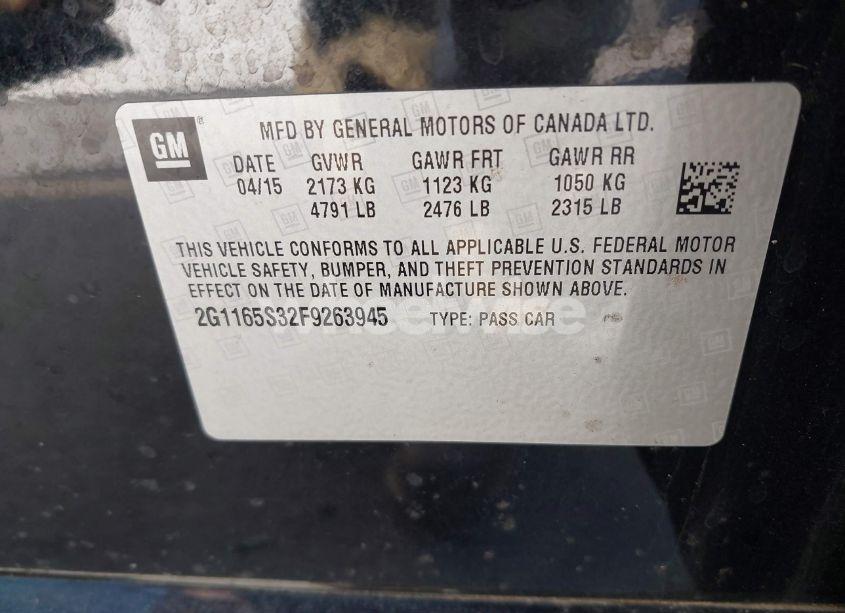 GM ® MFD BY GENERAL MOTORS OF CANADA LTD.
DATE GVWR GAWR FRT GAWR RR
04/15 2173 KG 1123 KG 1050 KG
4791 LB 2476 LB 2315 LB
THIS VEHICLE CONFORMS TO ALL APPLICABLE U.S. FEDERAL MOTOR
VEHICLE SAFETY, BUMPER, AND THEFT PREVENTION STANDARDS IN
EFFECT ON THE DATE OF MANUFACTURE SHOWN ABOVE.
2G1165S32F9263945 TYPE: PASS CAR